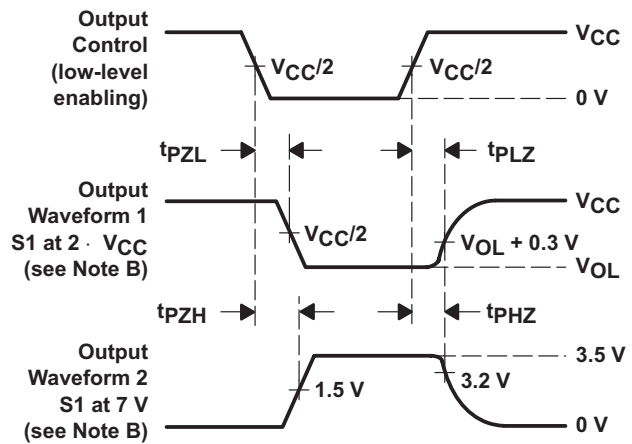 Output
Control
(low-level
enabling)
VCC
VCC/2
VCC/2
0 V
tPZL
tPLZ
Output
Waveform 1
S1 at 2 · VCC
(see Note B)
VCC
VCC/2
VOL + 0.3 V
VOL
tPZH
tPHZ
Output
Waveform 2
S1 at 7 V
(see Note B)
3.5 V
1.5 V
3.2 V
0 V